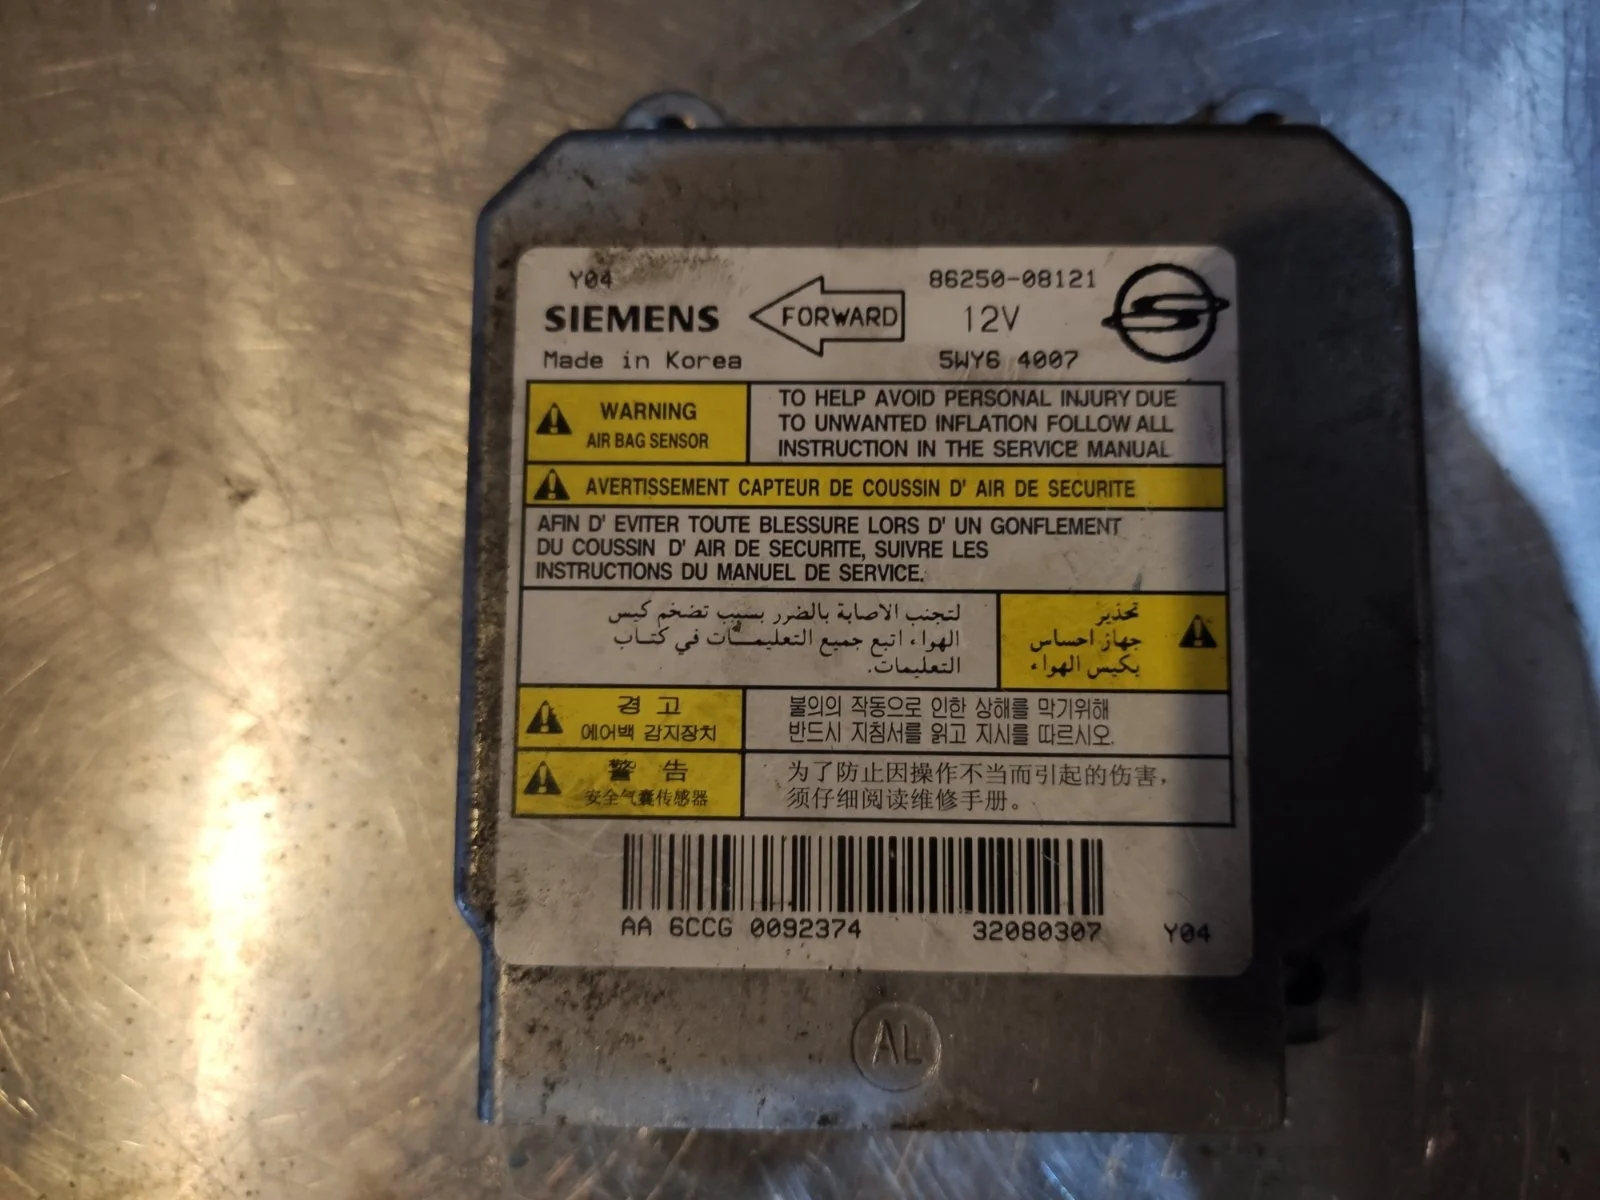 Y04
86250-08121
SIEMENS
FORWARD
12V
Made in Korea
5WY6 4007
WARNING
AIR BAG SENSOR
TO HELP AVOID PERSONAL INJURY DUE
TO UNWANTED INFLATION FOLLOW ALL
INSTRUCTION IN THE SERVICE MANUAL
AVERTISSEMENT CAPTEUR DE COUSSIN D' AIR DE SECURITE
AFIN D' EVITER TOUTE BLESSURE LORS D' UN GONFLEMENT
DU COUSSIN D' AIR DE SECURITE, SUIVRE LES
INSTRUCTIONS DU MANUEL DE SERVICE.
تحذير
جهاز احساس
بكيس الهواء
لتجنب الاصابة بالضرر بسبب تضخم كيس
الهواء اتبع جميع التعليمـــات في كتاب
التعليمات.
경 고
에어백 감지장치
불의의 작동으로 인한 상해를 막기위해
반드시 지침서를 읽고 지시를 따르시오.
警 告
安全气囊传感器
为了防止因操作不当而引起的伤害，
须仔细阅读维修手册。
AA 6CCG 0092374
32080307
Y04
AL